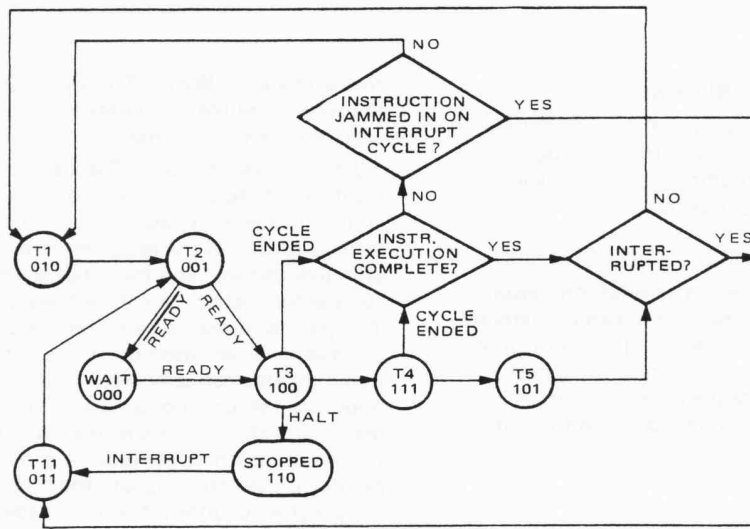 NO
NO
INSTRUCTION
JAMMED IN ON
INTERRUPT
CYCLE?
YES
NO
NO
T1
010
T2
001
CYCLE
ENDED
INSTR.
EXECUTION
COMPLETE?
YES
INTER-
RUPTED?
YES
READY
READY
CYCLE
ENDED
WAIT
000
READY
T3
100
T4
111
T5
101
HALT
T11
011
INTERRUPT
STOPPED
110